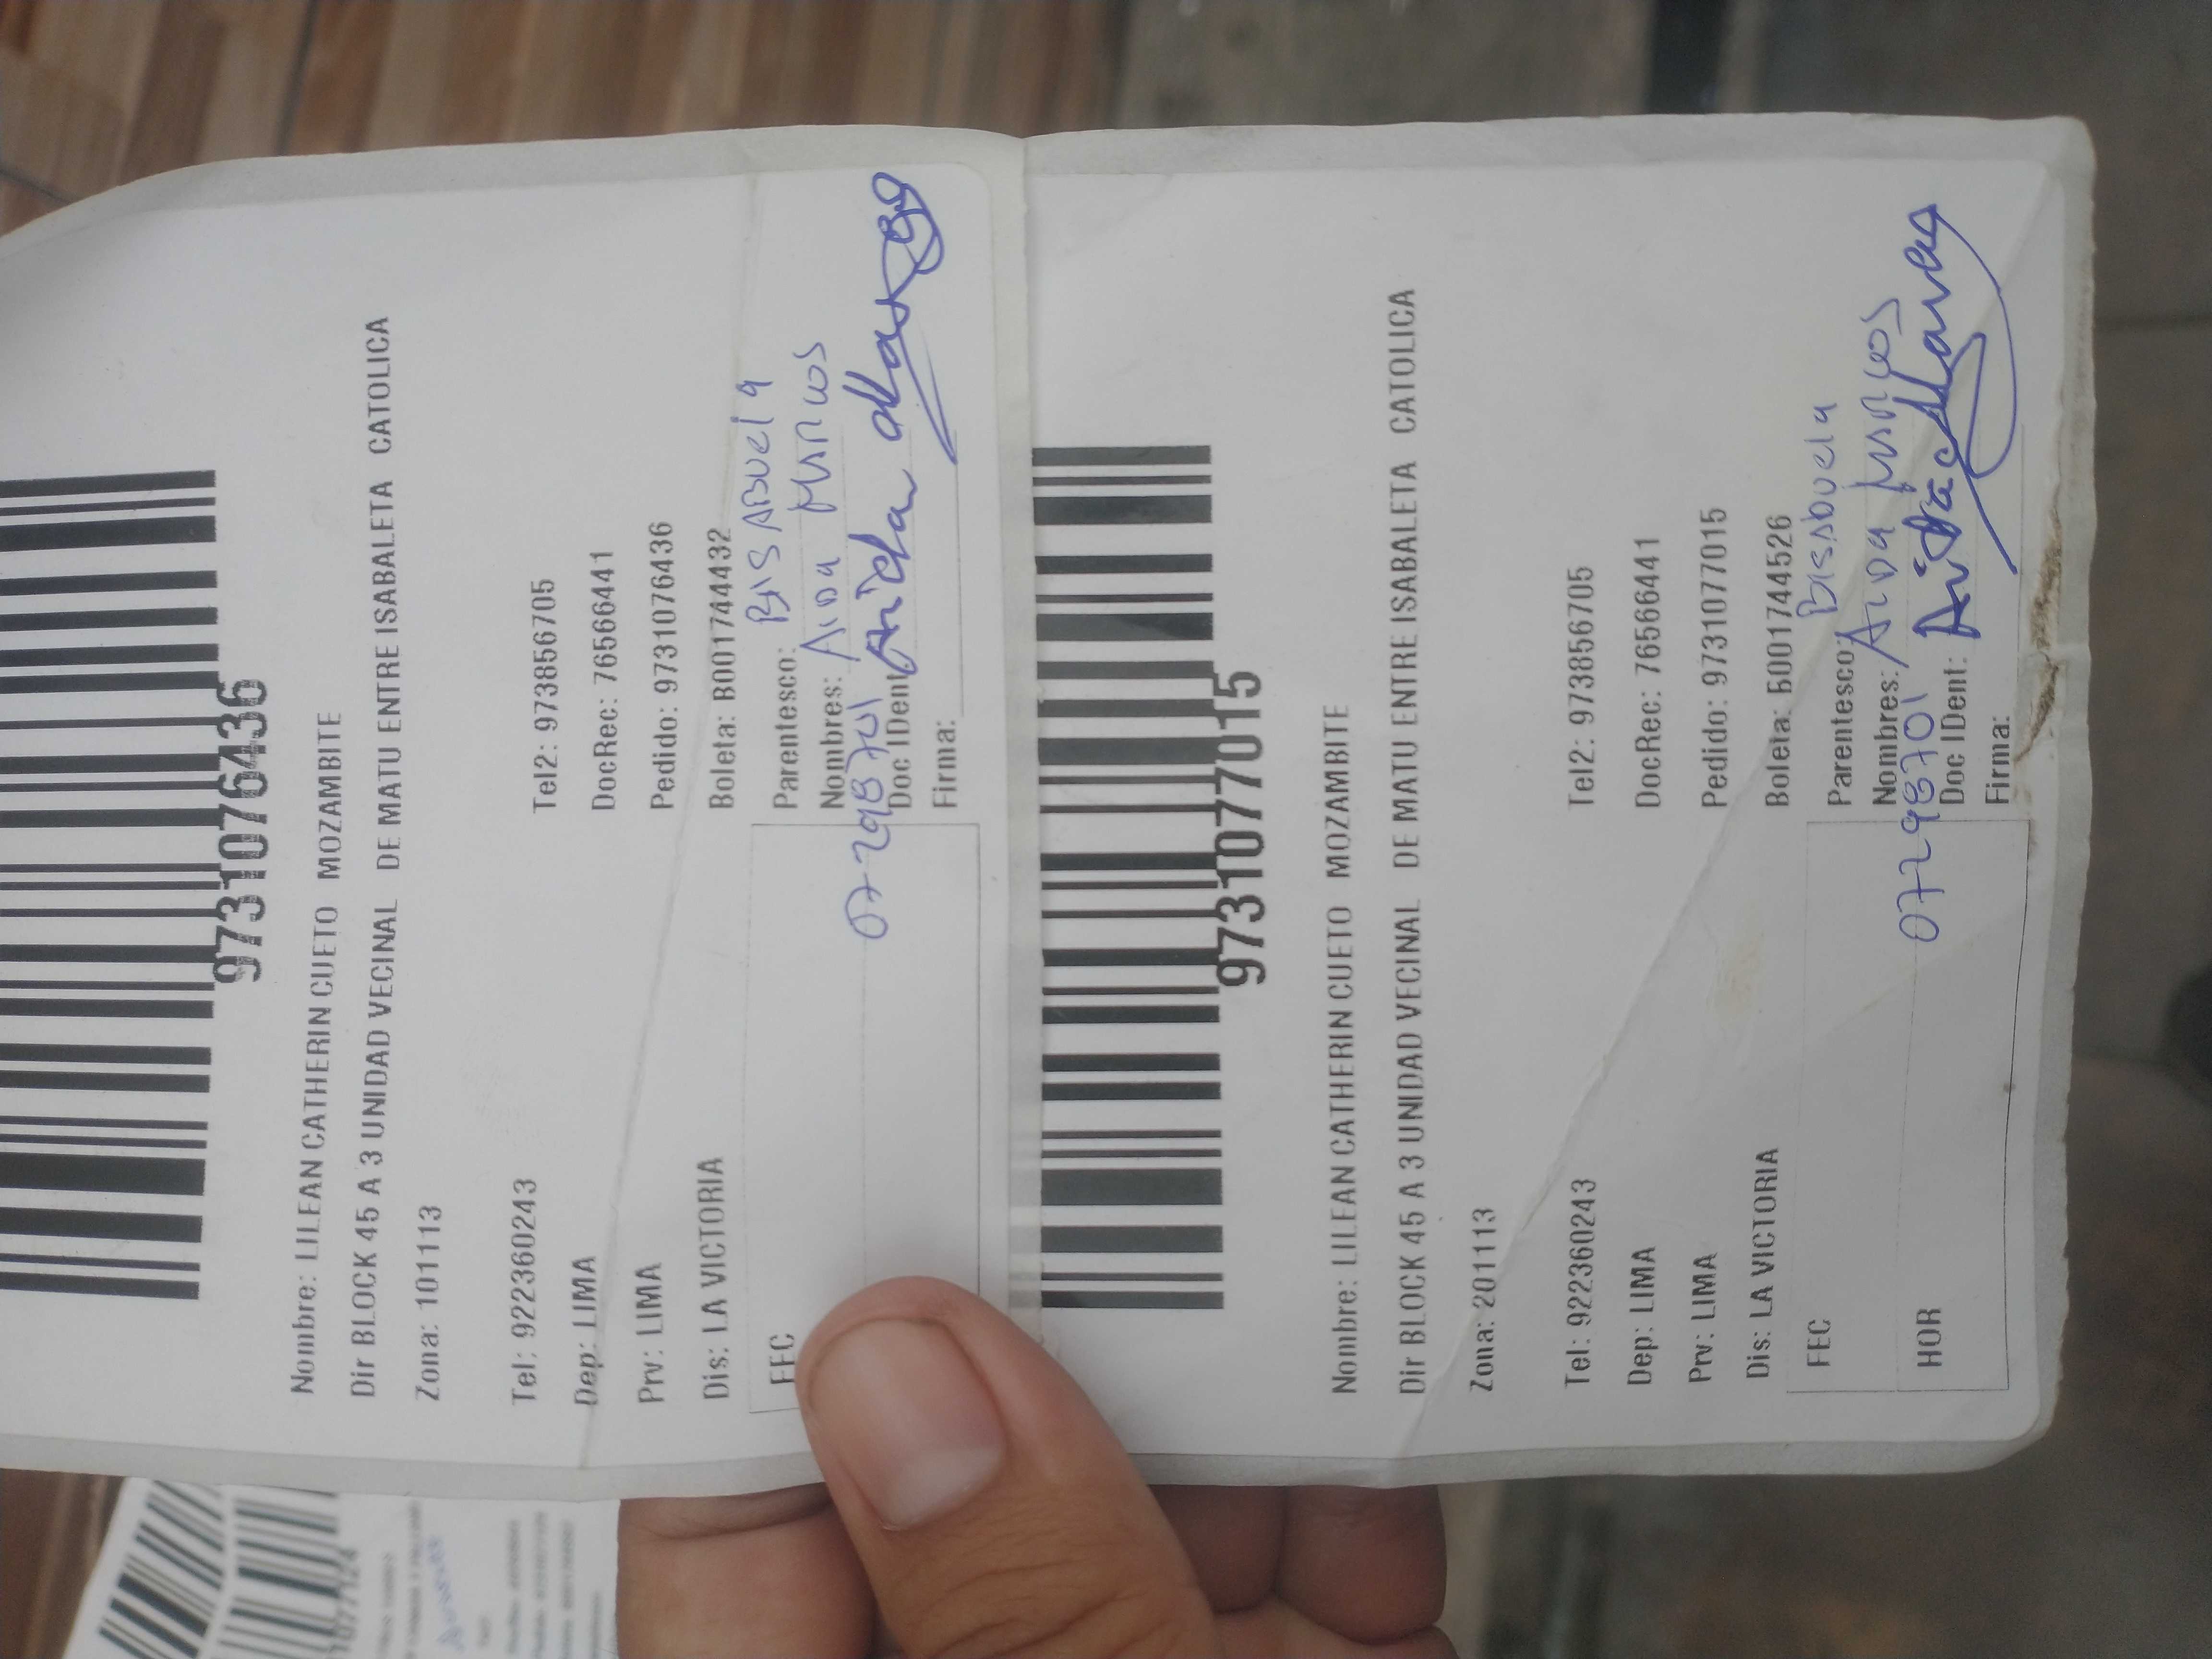 9731076436
Nombre: LILEAN CATHERIN CUETO MOZAMBITE
Dir BLOCK 45 A 3 UNIDAD VECINAL DE MATU ENTRE ISABALETA CATOLICA
Zona: 101113
Tel: 922360243 Tel2: 973856705
Dep: LIMA DocRec: 76566441
Prv: LIMA Pedido: 9731076436
Dis: LA VICTORIA Boleta: B001744432
FEC Parentesco: BISABUELA
Nombres: AIDA MARCOS
07298701 Doc IDent
Firma:
9731077015
Nombre: LILEAN CATHERIN CUETO MOZAMBITE
Dir BLOCK 45 A 3 UNIDAD VECINAL DE MATU ENTRE ISABALETA CATOLICA
Zona: 201113
Tel: 922360243 Tel2: 973856705
Dep: LIMA DocRec: 76566441
Prv: LIMA Pedido: 9731077015
Dis: LA VICTORIA Boleta: B001744526
FEC Parentesco: BISABUELA
Nombres: AIDA MARCOS
07298701 Doc IDent:
HOR Firma: